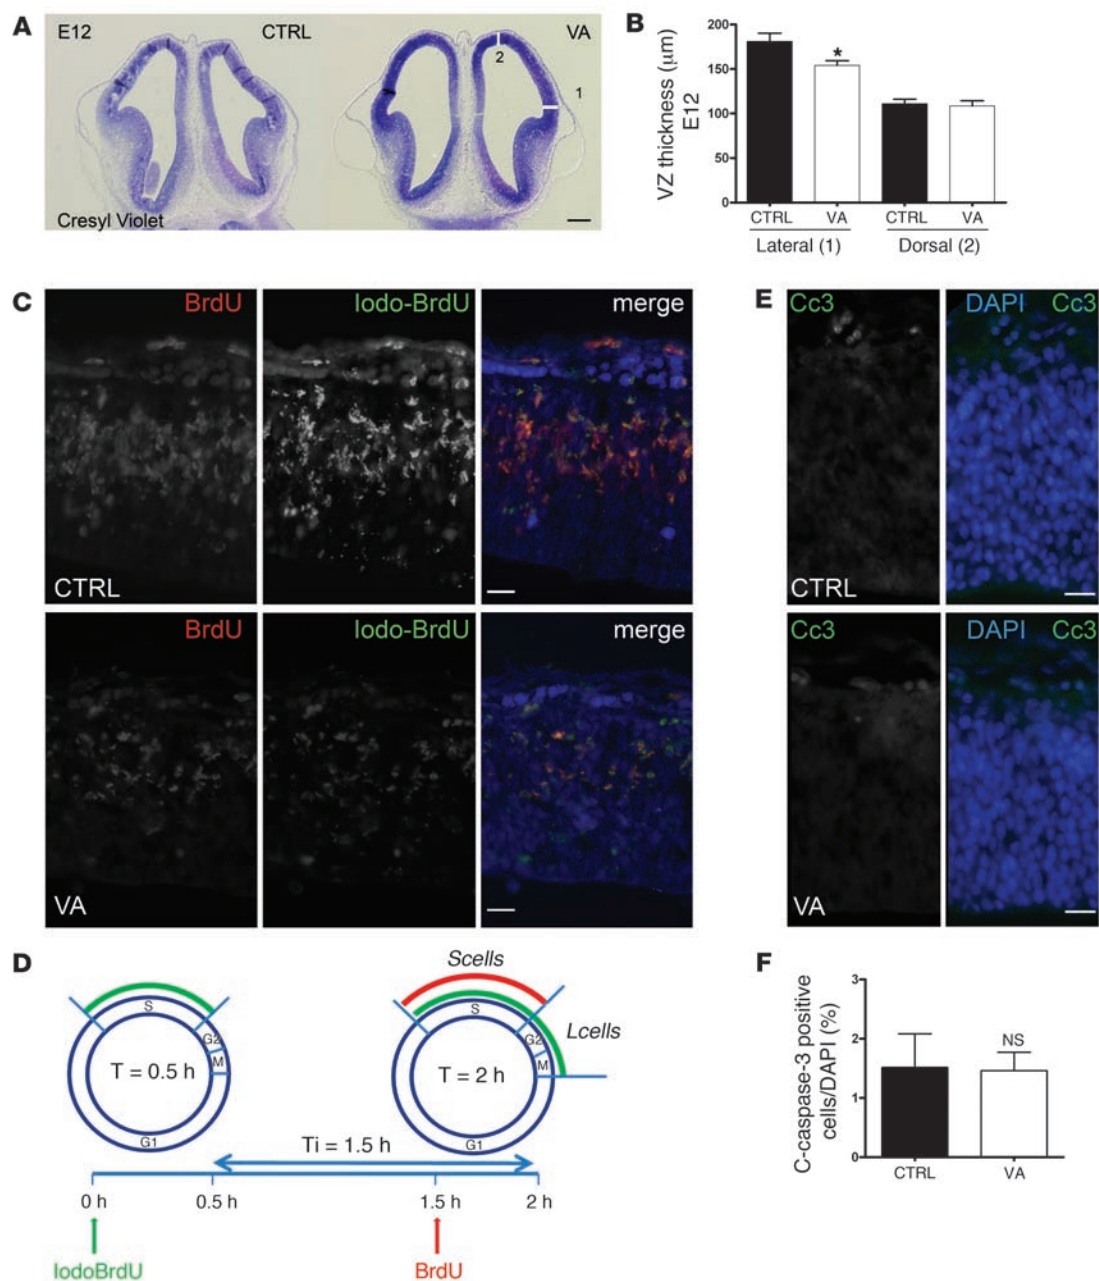 A
E12
CTRL
VA
2
1
Cresyl Violet
B
VZ thickness (μm)
E12
200
150
100
50
0
*
CTRL
VA
CTRL
VA
Lateral (1)
Dorsal (2)
C
BrdU
Iodo-BrdU
merge
CTRL
BrdU
Iodo-BrdU
merge
VA
E
Cc3
DAPI Cc3
CTRL
Cc3
DAPI Cc3
VA
D
S
G2
M
G1
T = 0.5 h
Scells
Lcells
S
G2
M
G1
T = 2 h
Ti = 1.5 h
0 h
0.5 h
1.5 h
2 h
IodoBrdU
BrdU
F
C-caspase-3 positive
cells/DAPI (%)
3
2
1
0
NS
CTRL
VA